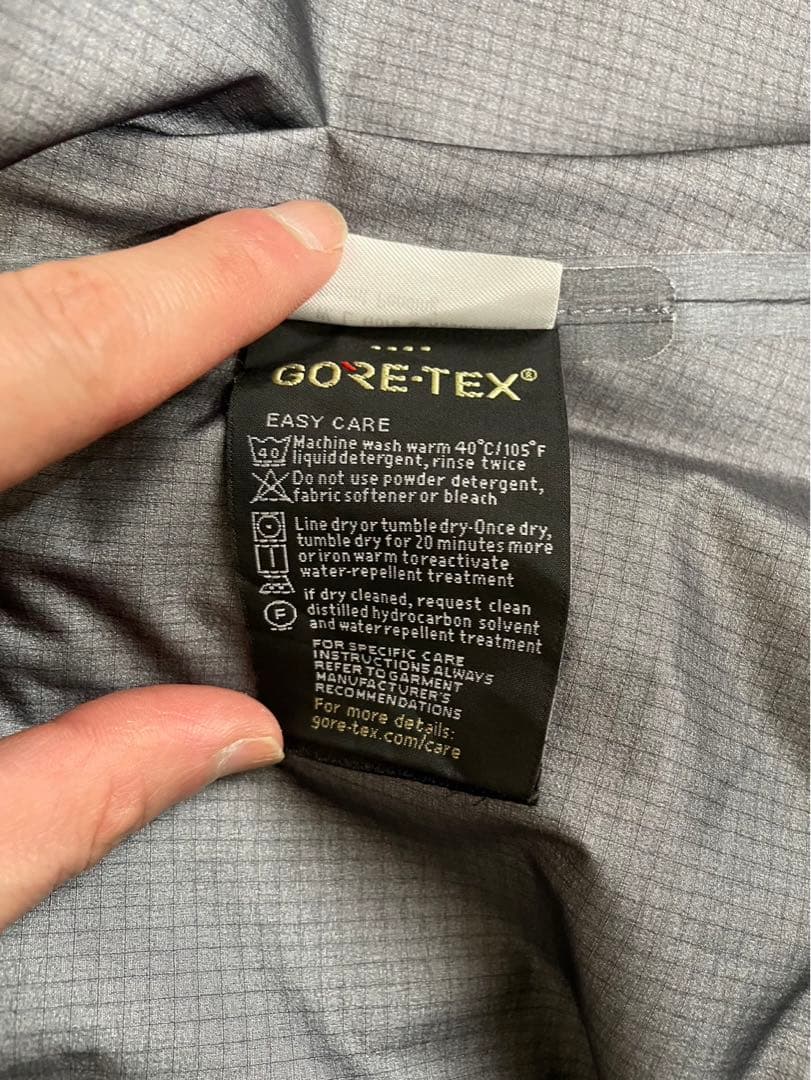 GORE-TEX®
EASY CARE
40
Machine wash warm 40°C/105°F
liquid detergent, rinse twice
Do not use powder detergent,
fabric softener or bleach
Line dry or tumble dry-Once dry,
tumble dry for 20 minutes more
or iron warm to reactivate
water-repellent treatment
F
if dry cleaned, request clean
distilled hydrocarbon solvent
and water repellent treatment
FOR SPECIFIC CARE
INSTRUCTIONS ALWAYS
REFER TO GARMENT
MANUFACTURER'S
RECOMMENDATIONS
For more details:
gore-tex.com/care